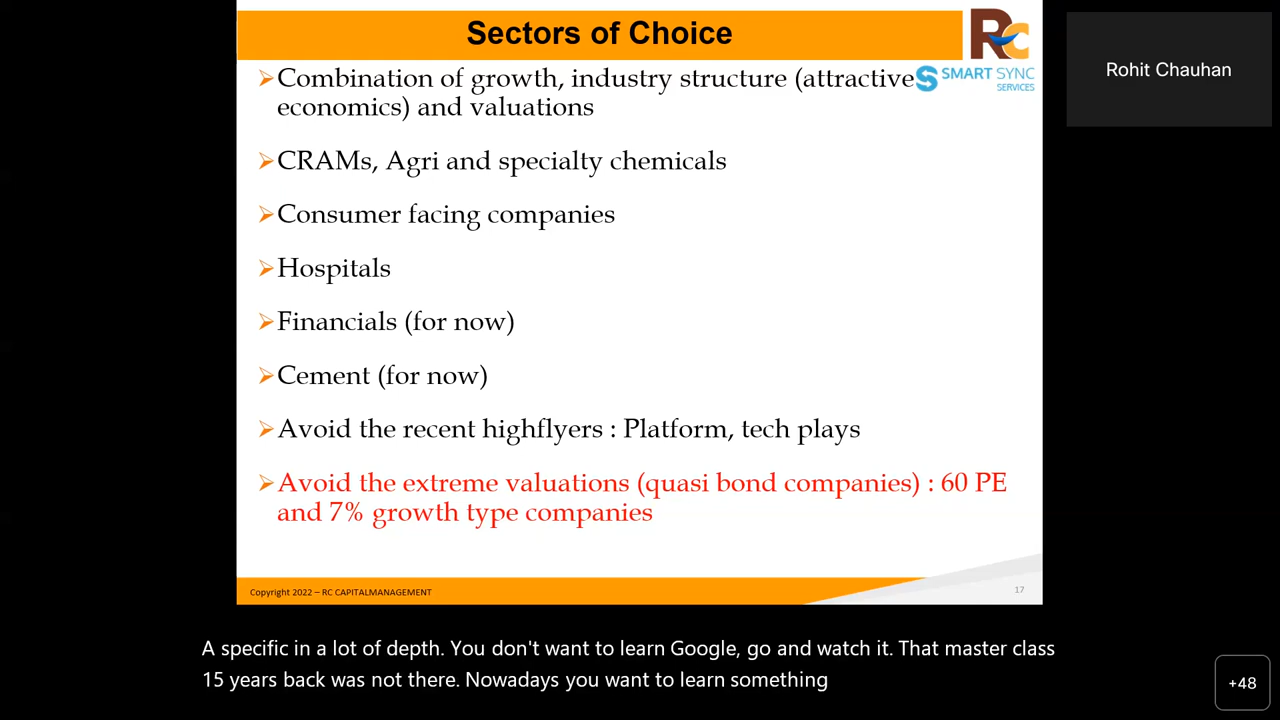 Sectors of Choice
RC
SMART SYNC
SERVICES
Rohit Chauhan
➢Combination of growth, industry structure (attractive
economics) and valuations
➢CRAMs, Agri and specialty chemicals
➢Consumer facing companies
➢Hospitals
➢Financials (for now)
➢Cement (for now)
➢Avoid the recent highflyers : Platform, tech plays
➢Avoid the extreme valuations (quasi bond companies) : 60 PE
and 7% growth type companies
Copyright 2022 – RC CAPITALMANAGEMENT
17
A specific in a lot of depth. You don't want to learn Google, go and watch it. That master class
15 years back was not there. Nowadays you want to learn something
+48